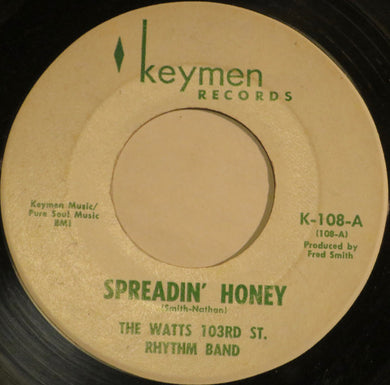 keymen
RECORDS
Keymen Music/
Pure Soul Music
BMI
K-108-A
(108-A)
Produced by
Fred Smith
SPREADIN' HONEY
(Smith-Nathan)
THE WATTS 103RD ST.
RHYTHM BAND